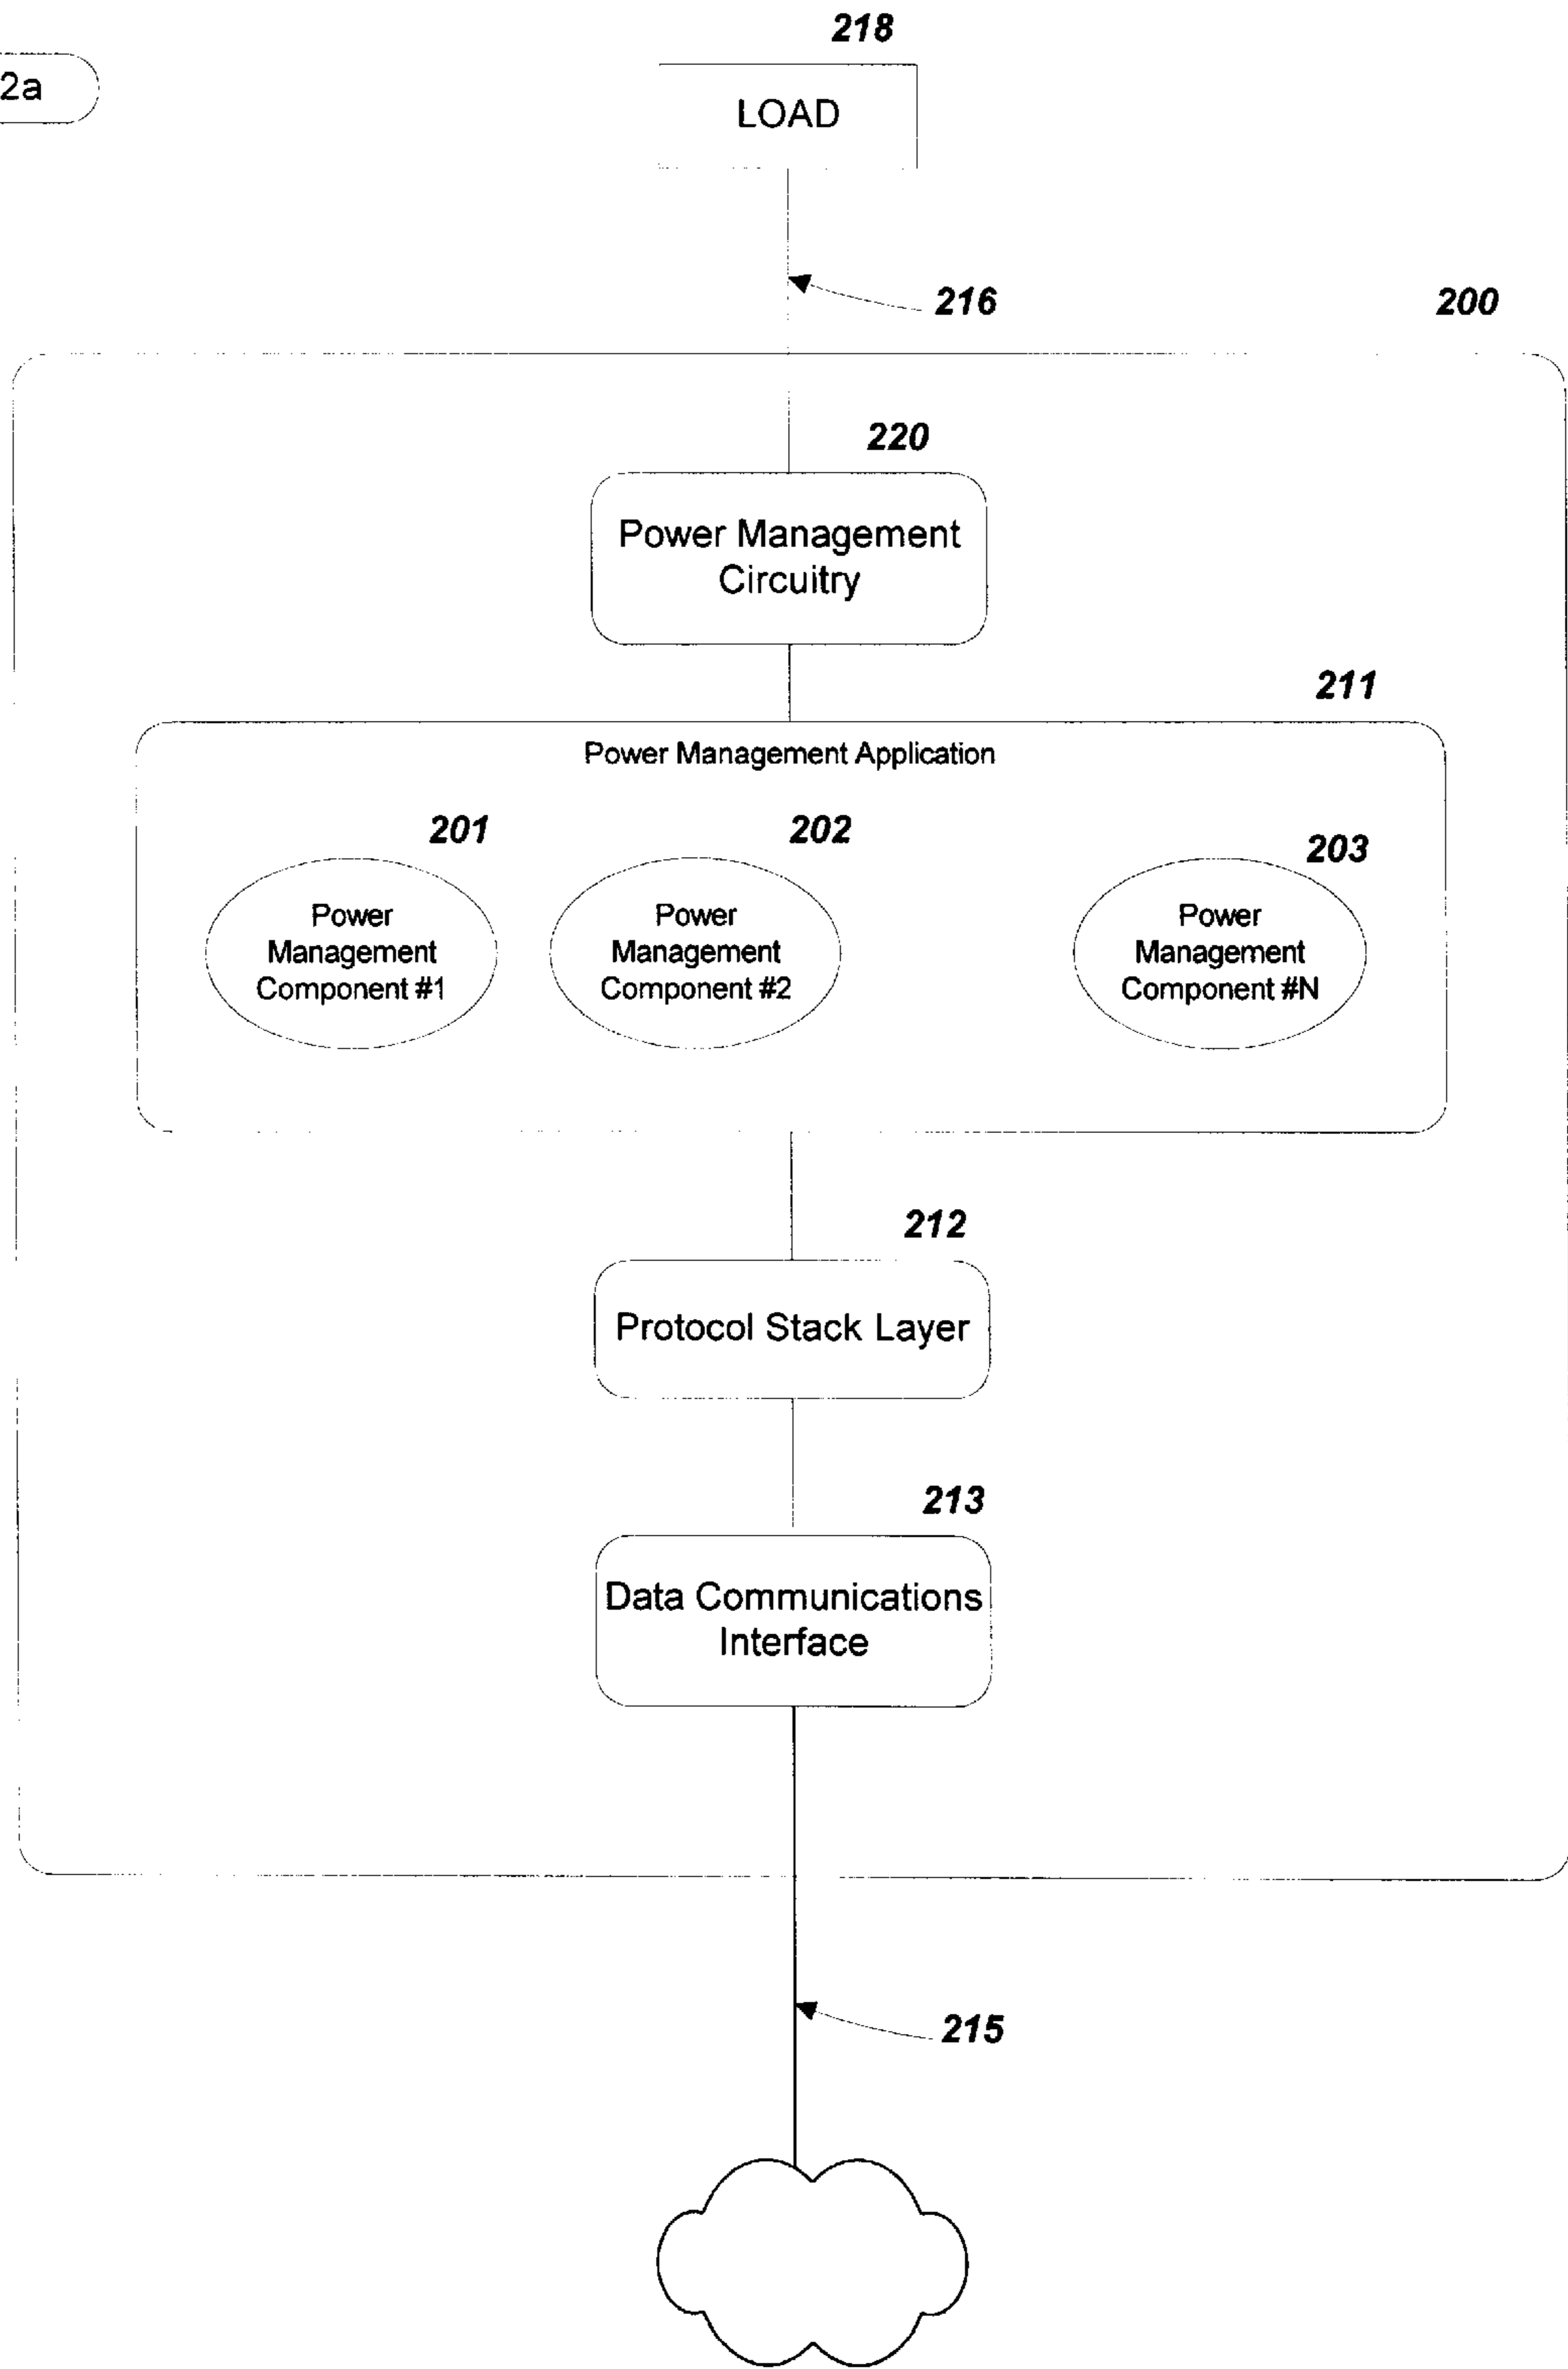 2a
218
LOAD
216
200
220
Power Management
Circuitry
211
Power Management Application
201
202
203
Power
Management
Component #1
Power
Management
Component #2
Power
Management
Component #N
212
Protocol Stack Layer
213
Data Communications
Interface
215